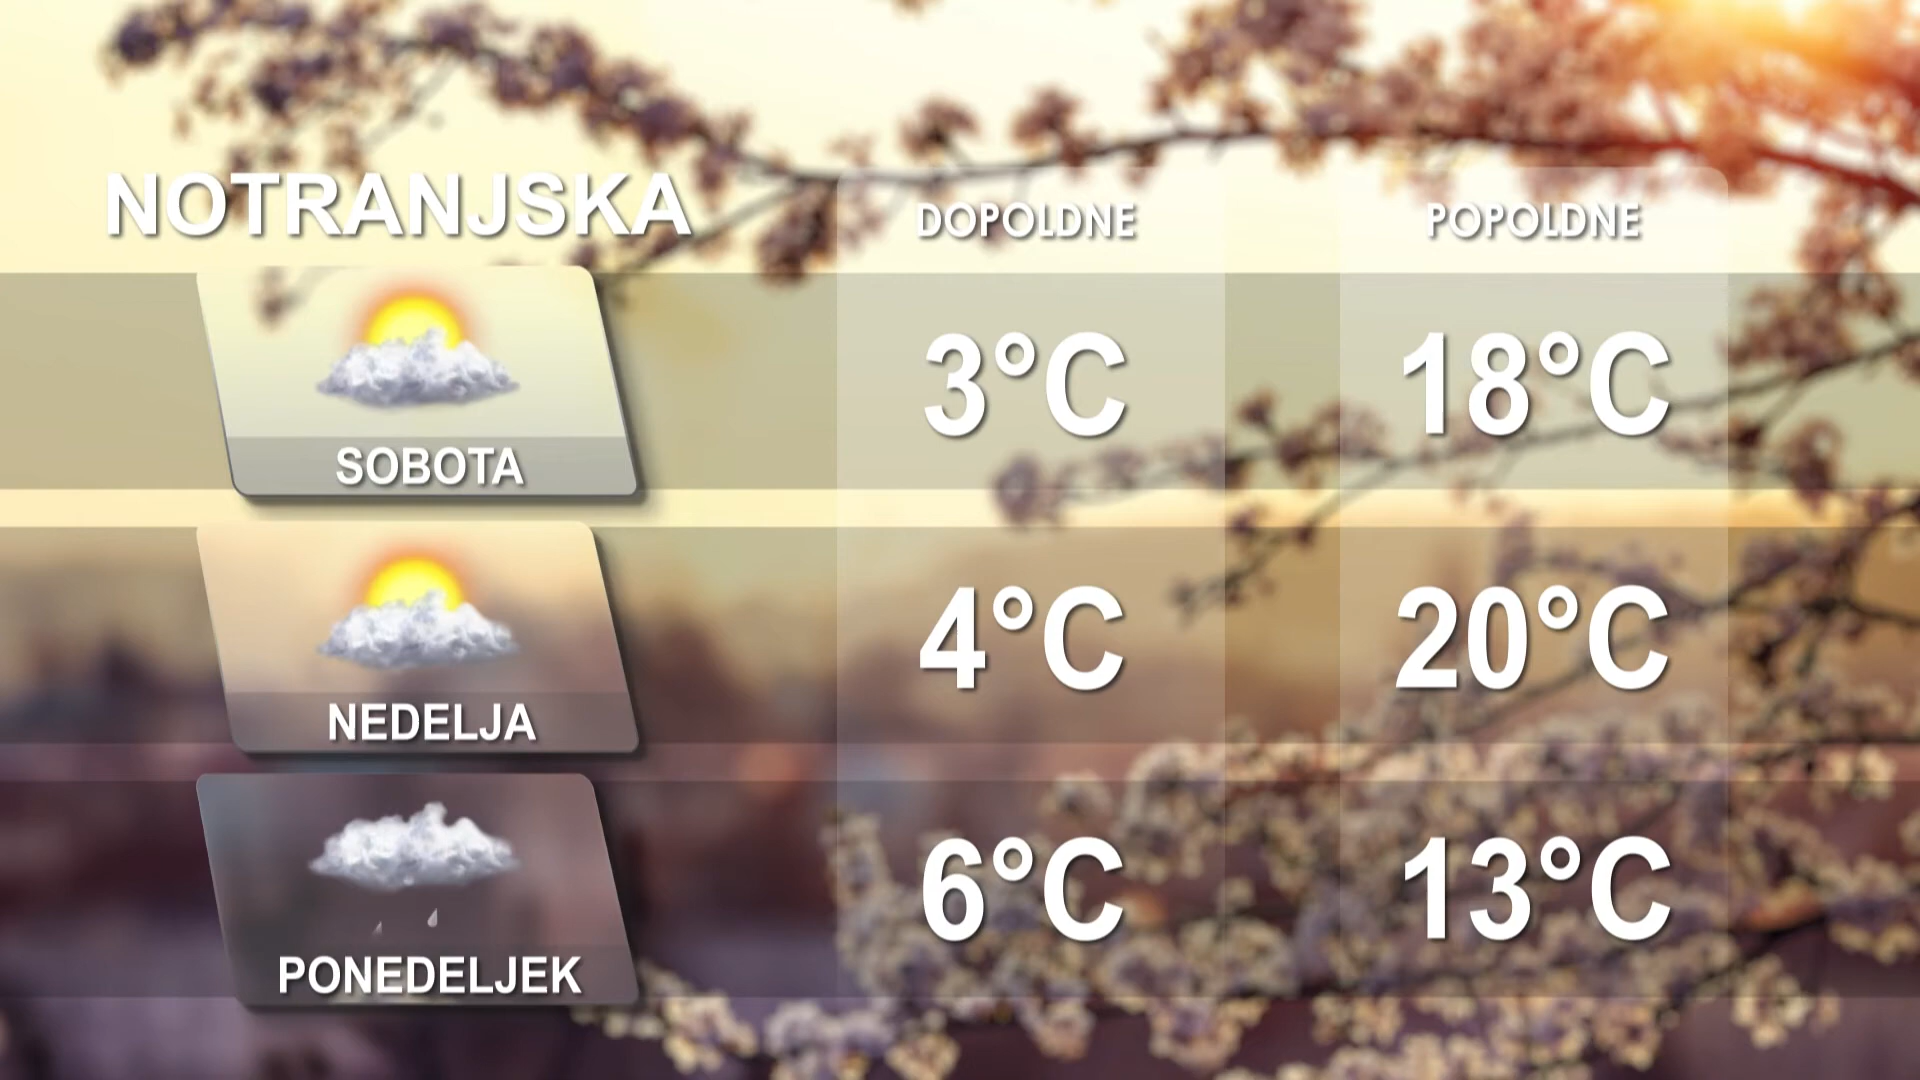 NOTRANJSKA
DOPOLDNE POPOLDNE
SOBOTA 3°C 18°C
NEDELJA 4°C 20°C
PONEDELJEK 6°C 13°C